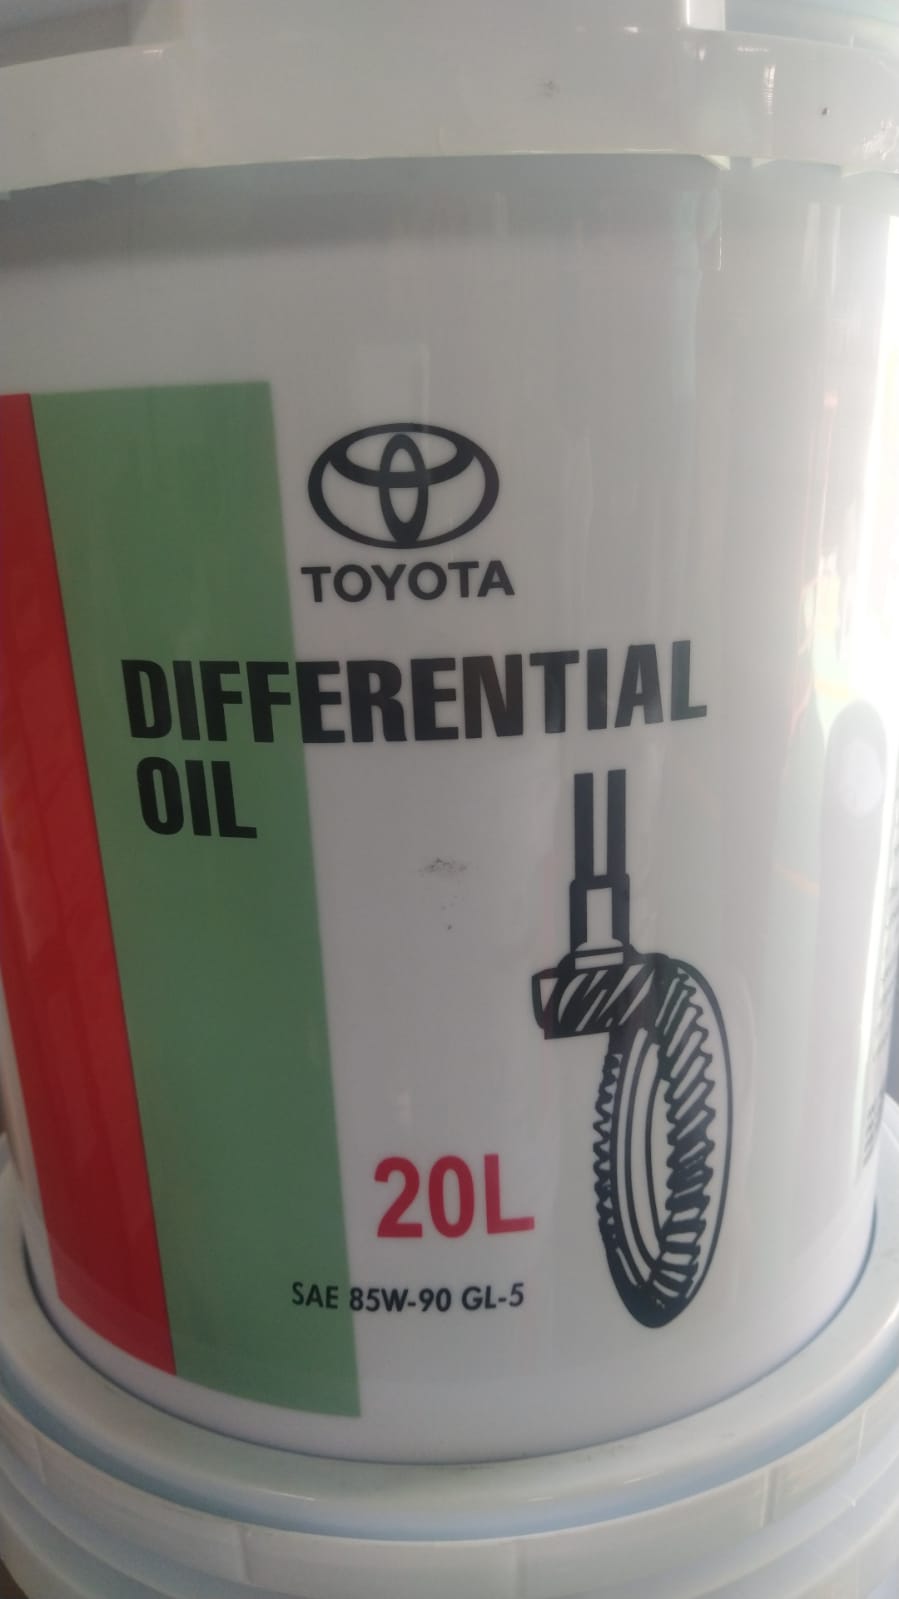 TOYOTA
DIFFERENTIAL
OIL
20L
SAE 85W-90 GL-5